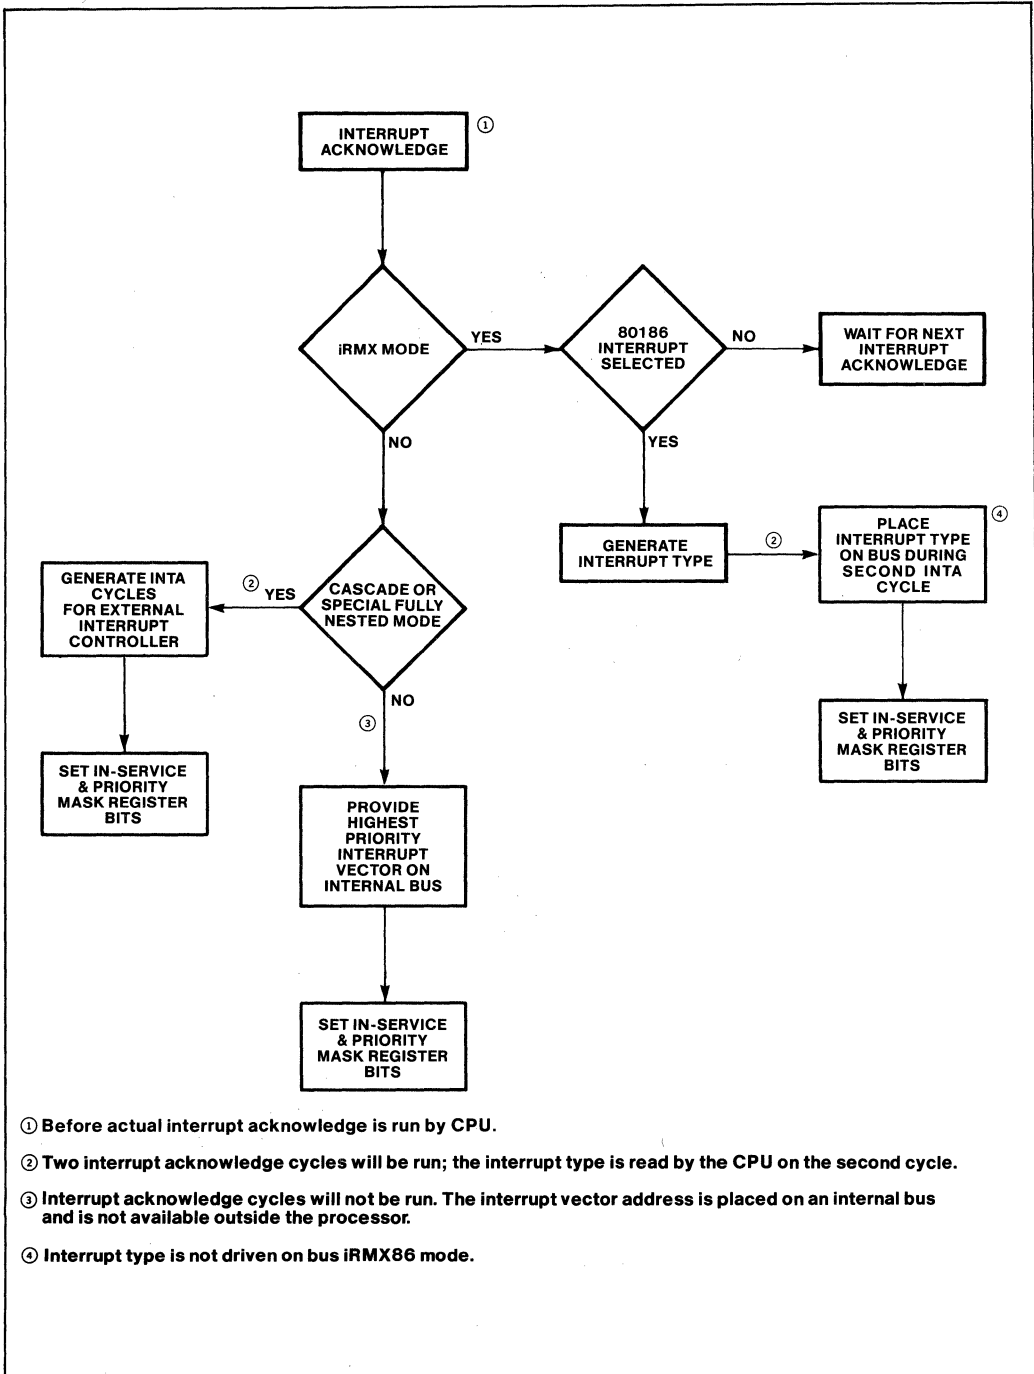 INTERRUPT
ACKNOWLEDGE
①
iRMX MODE
YES
80186
INTERRUPT
SELECTED
NO
WAIT FOR NEXT
INTERRUPT
ACKNOWLEDGE
NO
YES
GENERATE
INTERRUPT TYPE
②
PLACE
INTERRUPT TYPE
ON BUS DURING
SECOND INTA
CYCLE
④
GENERATE INTA
CYCLES
FOR EXTERNAL
INTERRUPT
CONTROLLER
②
YES
CASCADE OR
SPECIAL FULLY
NESTED MODE
NO
③
SET IN-SERVICE
& PRIORITY
MASK REGISTER
BITS
SET IN-SERVICE
& PRIORITY
MASK REGISTER
BITS
PROVIDE
HIGHEST
PRIORITY
INTERRUPT
VECTOR ON
INTERNAL BUS
SET IN-SERVICE
& PRIORITY
MASK REGISTER
BITS
① Before actual interrupt acknowledge is run by CPU.
② Two interrupt acknowledge cycles will be run; the interrupt type is read by the CPU on the second cycle.
③ Interrupt acknowledge cycles will not be run. The interrupt vector address is placed on an internal bus
and is not available outside the processor.
④ Interrupt type is not driven on bus iRMX86 mode.